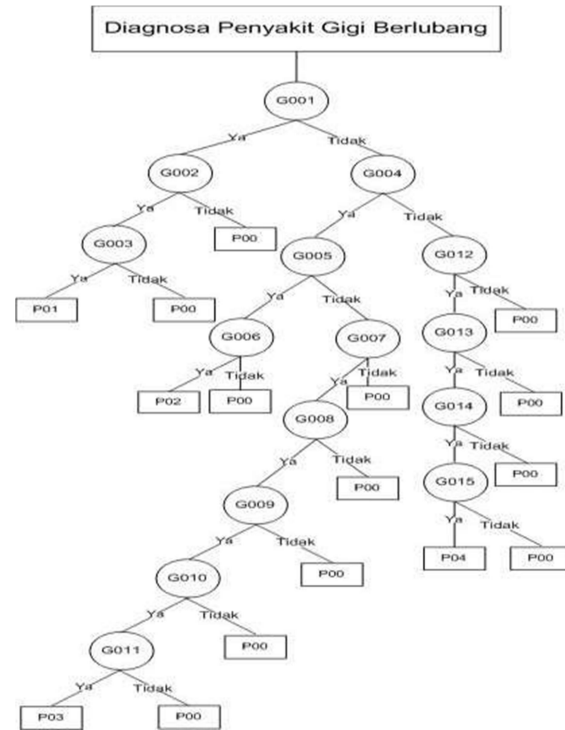 Diagnosa Penyakit Gigi Berlubang
G001
Ya
Tidak
G002
G004
Ya
Tidak
Ya
Tidak
G003
P00
G005
G012
Ya
Tidak
Ya
Tidak
Ya
Tidak
P01
P00
P00
G006
G007
G013
Ya
Tidak
Ya
Tidak
Ya
Tidak
P02
P00
P00
P00
G008
G014
Ya
Tidak
Ya
Tidak
P00
P00
G009
G015
Ya
Tidak
Ya
Tidak
P00
P04
P00
G010
Ya
Tidak
P00
G011
Ya
Tidak
P03
P00